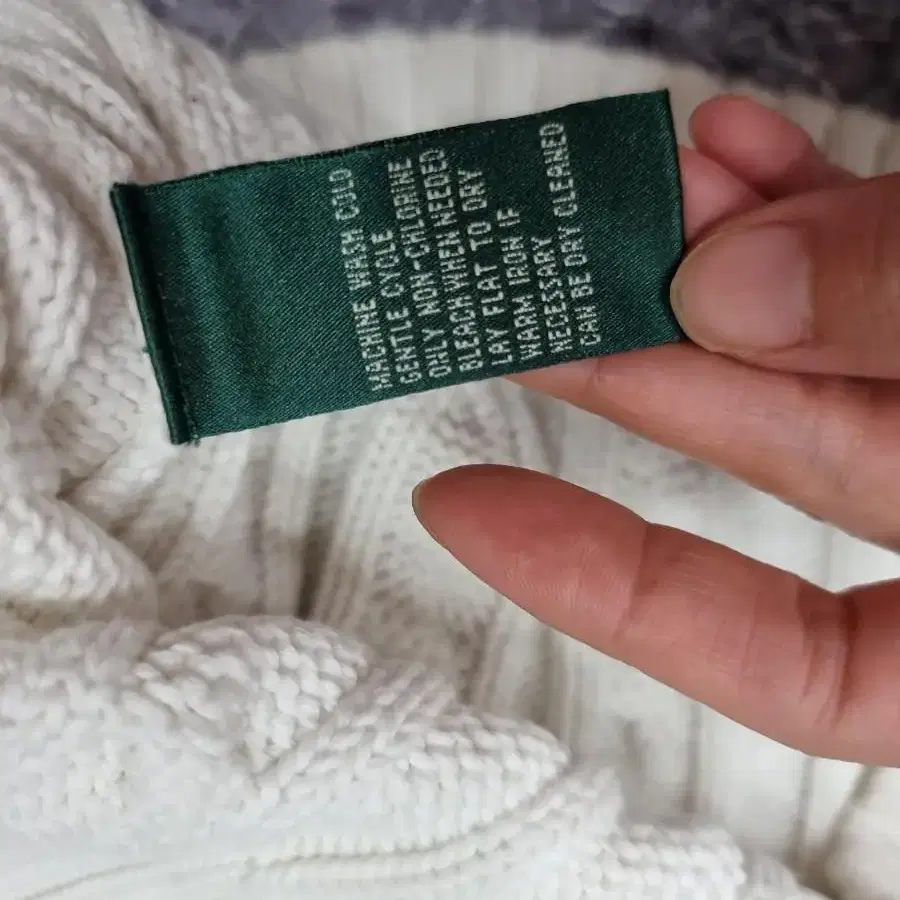 MACHINE WASH COLD
GENTLE CYCLE
ONLY NON-CHLORINE
BLEACH WHEN NEEDED
LAY FLAT TO DRY
WARM IRON IF
NECESSARY
CAN BE DRY CLEANED